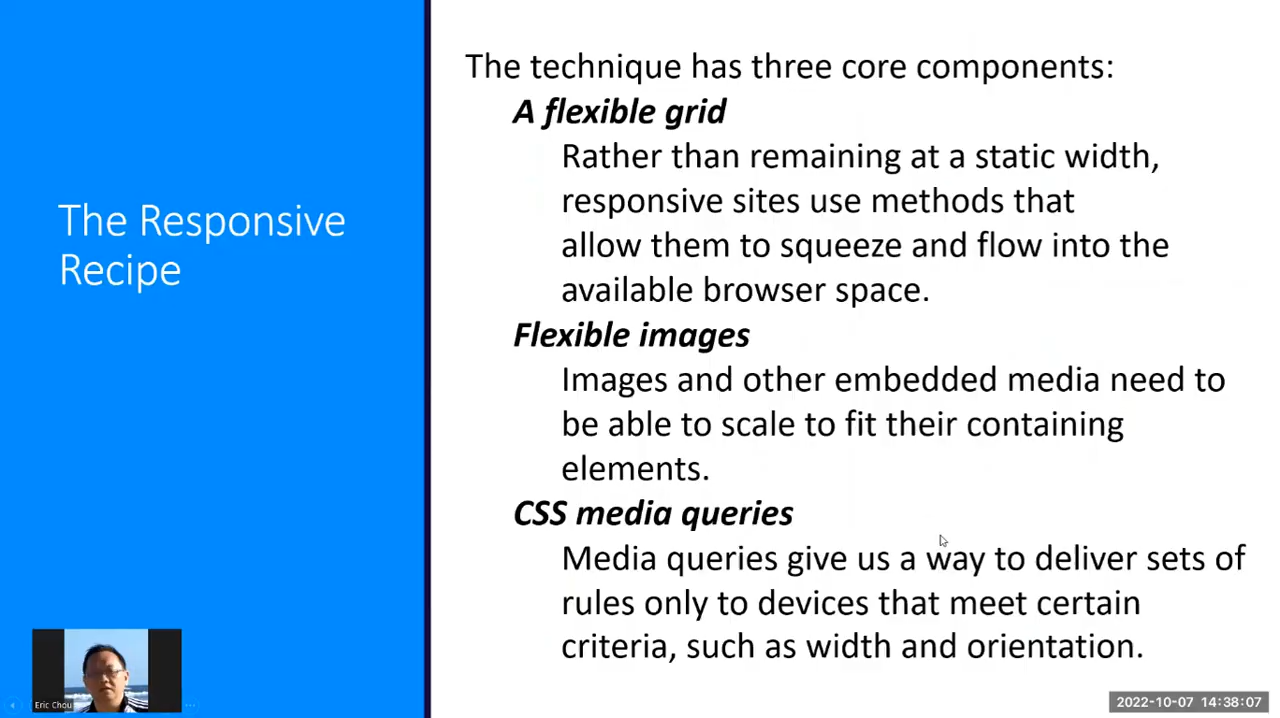 The Responsive
Recipe
The technique has three core components:
A flexible grid
Rather than remaining at a static width,
responsive sites use methods that
allow them to squeeze and flow into the
available browser space.
Flexible images
Images and other embedded media need to
be able to scale to fit their containing
elements.
CSS media queries
Media queries give us a way to deliver sets of
rules only to devices that meet certain
criteria, such as width and orientation.
Eric Chou
2022-10-07 14:38:07